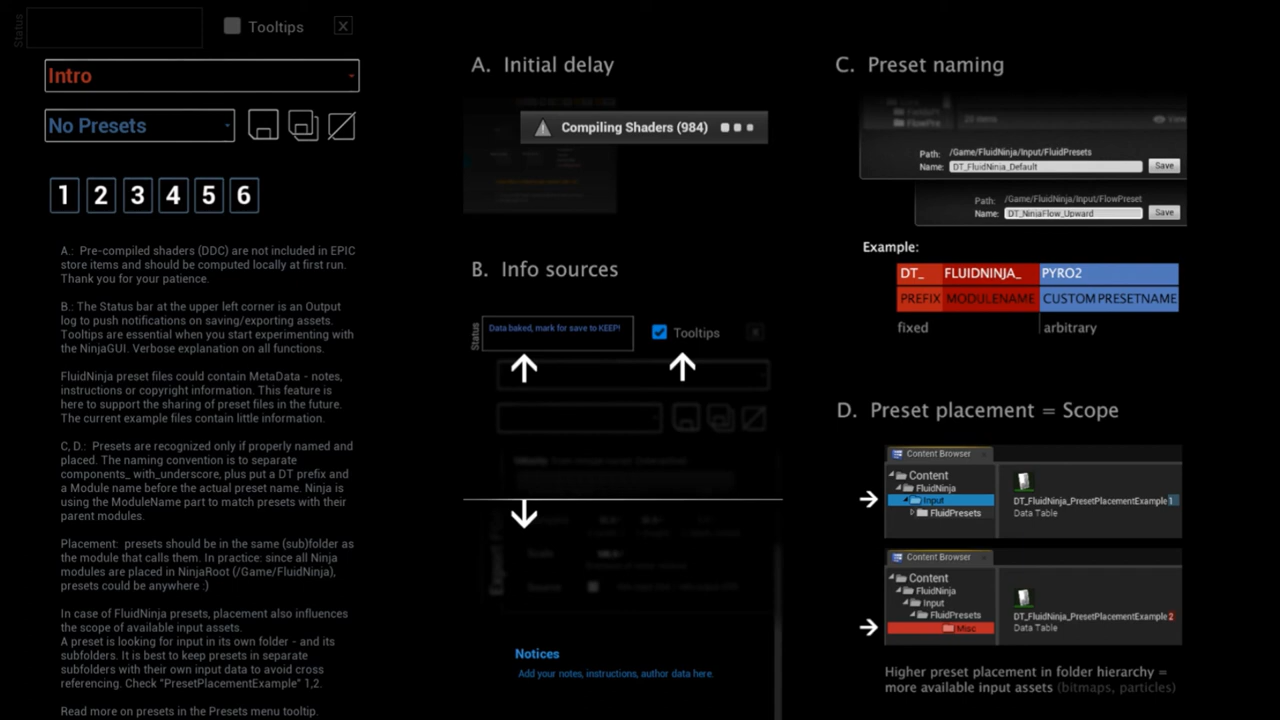 Status
Tooltips
Intro
No Presets
1 2 3 4 5 6
A.: Pre-compiled shaders (DDC) are not included in EPIC
store items and should be computed locally at first run.
Thank you for your patience.
B.: The Status bar at the upper left corner is an Output
log to push notifications on saving/exporting assets.
Tooltips are essential when you start experimenting with
the NinjaGUI. Verbose explanation on all functions.
FluidNinja preset files could contain MetaData - notes,
instructions or copyright information. This feature is
here to support the sharing of preset files in the future.
The current example files contain little information.
C, D.: Presets are recognized only if properly named and
placed. The naming convention is to separate
components_ with_underscore, plus put a DT prefix and
a Module name before the actual preset name. Ninja is
using the ModuleName part to match presets with their
parent modules.
Placement: presets should be in the same (sub)folder as
the module that calls them. In practice: since all Ninja
modules are placed in NinjaRoot (/Game/FluidNinja),
presets could be anywhere :)
In case of FluidNinja presets, placement also influences
the scope of available input assets.
A preset is looking for input in its own folder - and its
subfolders. It is best to keep presets in separate
subfolders with their own input data to avoid cross
referencing. Check "PresetPlacementExample" 1,2.
Read more on presets in the Presets menu tooltip.
A. Initial delay
Compiling Shaders (984)
B. Info sources
Status
Data baked, mark for save to KEEP!
Tooltips
Notices
Add your notes, instructions, author data here.
C. Preset naming
FlowPre
20 items
Path: /Game/FluidNinja/Input/FluidPresets
Name: DT_FluidNinja_Default
Save
Path: /Game/FluidNinja/Input/FlowPreset
Name: DT_NinjaFlow_Upward
Save
Example:
DT_ FLUIDNINJA_ PYRO2
PREFIX MODULENAME CUSTOM PRESETNAME
fixed arbitrary
D. Preset placement = Scope
Content Browser
Content
FluidNinja
Input
FluidPresets
DT_FluidNinja_PresetPlacementExample1
Data Table
Content Browser
Content
FluidNinja
Input
FluidPresets
Misc
DT_FluidNinja_PresetPlacementExample2
Data Table
Higher preset placement in folder hierarchy =
more available input assets (bitmaps, particles)